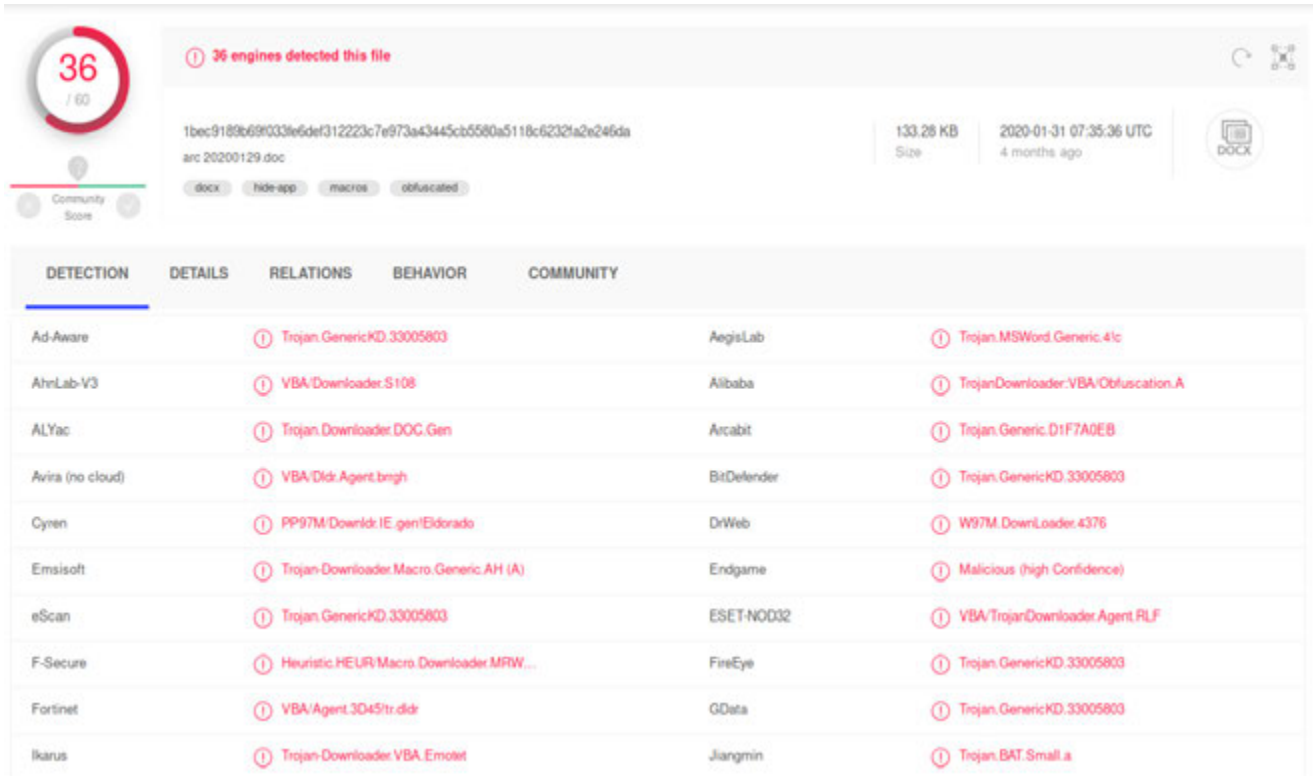 36
/ 60
Community
Score
36 engines detected this file
1bec9189b69f033fe6def312223c7e973a43445cb5580a5118c6232fa2e246da
arc 20200129.doc
docx hide-app macros obfuscated
133.28 KB
Size
2020-01-31 07:35:36 UTC
4 months ago
DOCX
DETECTION DETAILS RELATIONS BEHAVIOR COMMUNITY
Ad-Aware Trojan.GenericKD.33005803 AegisLab Trojan.MSWord.Generic.4!c
AhnLab-V3 VBA/Downloader.S108 Alibaba TrojanDownloader:VBA/Obfuscation.A
ALYac Trojan.Downloader.DOC.Gen Arcabit Trojan.Generic.D1F7A0EB
Avira (no cloud) VBA/Dldr.Agent.brrgh BitDefender Trojan.GenericKD.33005803
Cyren PP97M/Downldr.IE.gen!Eldorado DrWeb W97M.DownLoader.4376
Emsisoft Trojan-Downloader.Macro.Generic.AH (A) Endgame Malicious (high Confidence)
eScan Trojan.GenericKD.33005803 ESET-NOD32 VBA/TrojanDownloader.Agent.RLF
F-Secure Heuristic.HEUR/Macro.Downloader.MRW... FireEye Trojan.GenericKD.33005803
Fortinet VBA/Agent.3D45!tr.dldr GData Trojan.GenericKD.33005803
Ikarus Trojan-Downloader.VBA.Emotet Jiangmin Trojan.BAT.Small.a